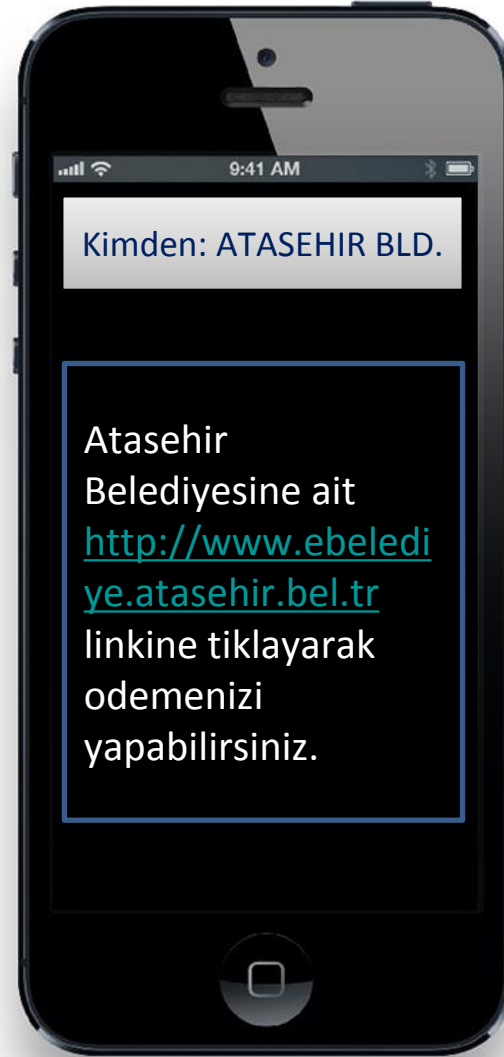 9:41 AM
Kimden: ATASEHIR BLD.
Atasehir
Belediyesine ait
http://www.ebeledi
ye.atasehir.bel.tr
linkine tiklayarak
odemenizi
yapabilirsiniz.